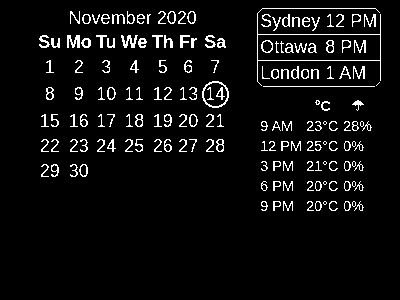 November 2020
Su Mo Tu We Th Fr Sa
1 2 3 4 5 6 7
8 9 10 11 12 13 14
15 16 17 18 19 20 21
22 23 24 25 26 27 28
29 30
Sydney 12 PM
Ottawa 8 PM
London 1 AM
°C ☂
9 AM 23°C 28%
12 PM 25°C 0%
3 PM 21°C 0%
6 PM 20°C 0%
9 PM 20°C 0%